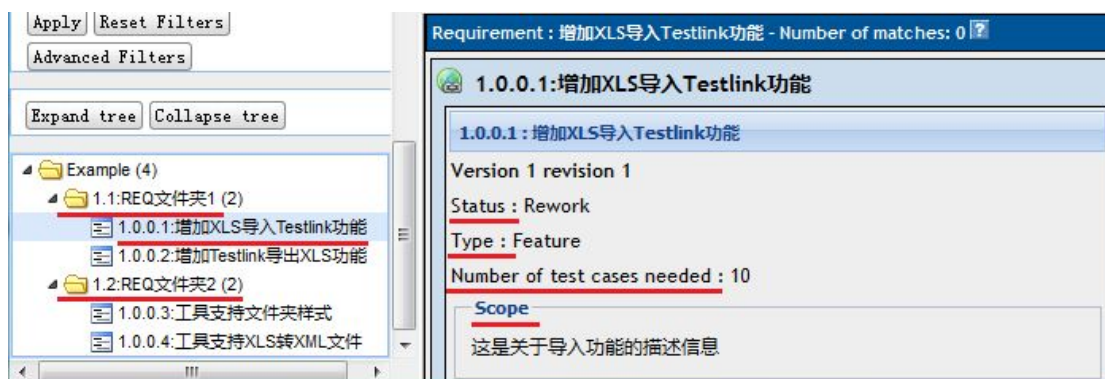 Apply Reset Filters
Advanced Filters
Expand tree Collapse tree
Example (4)
1.1:REQ文件夹1 (2)
1.0.0.1:增加XLS导入Testlink功能
1.0.0.2:增加Testlink导出XLS功能
1.2:REQ文件夹2 (2)
1.0.0.3:工具支持文件夹样式
1.0.0.4:工具支持XLS转XML文件
Requirement : 增加XLS导入Testlink功能 - Number of matches: 0 ?
1.0.0.1:增加XLS导入Testlink功能
1.0.0.1 : 增加XLS导入Testlink功能
Version 1 revision 1
Status : Rework
Type : Feature
Number of test cases needed : 10
Scope
这是关于导入功能的描述信息